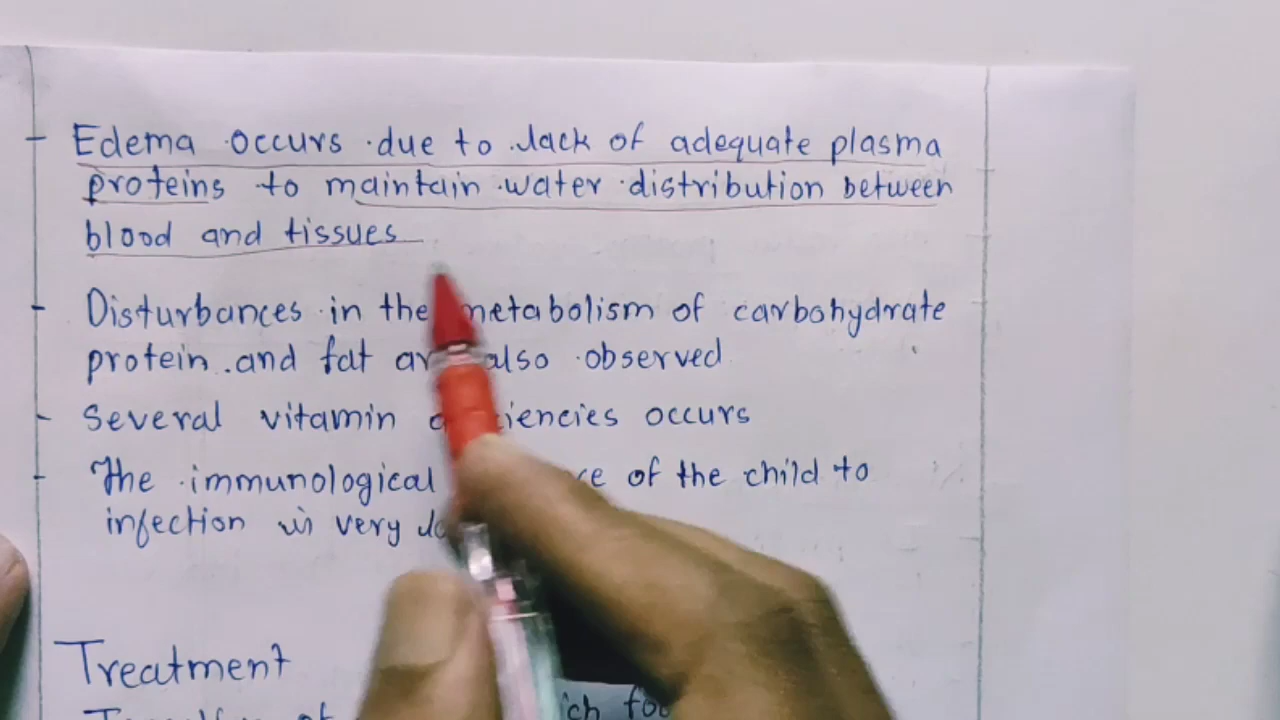 Edema occurs due to lack of adequate plasma
proteins to maintain water distribution between
blood and tissues
Disturbances in the metabolism of carbohydrate
protein and fat also observed
Several vitamin occurs
The immunological of the child to
infection is very
Treatment
of